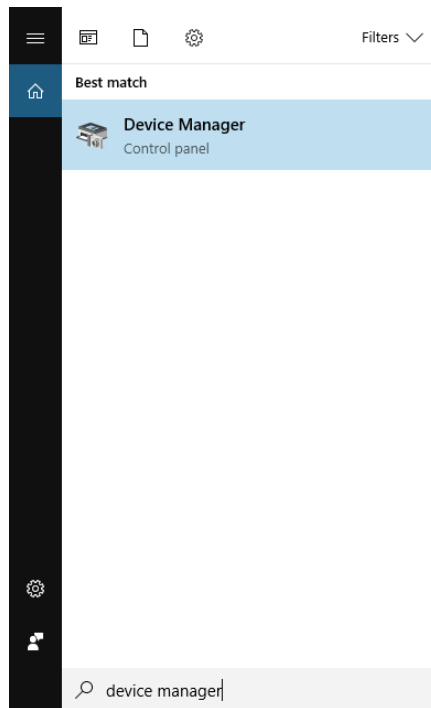 Filters
Best match
Device Manager
Control panel
device manager